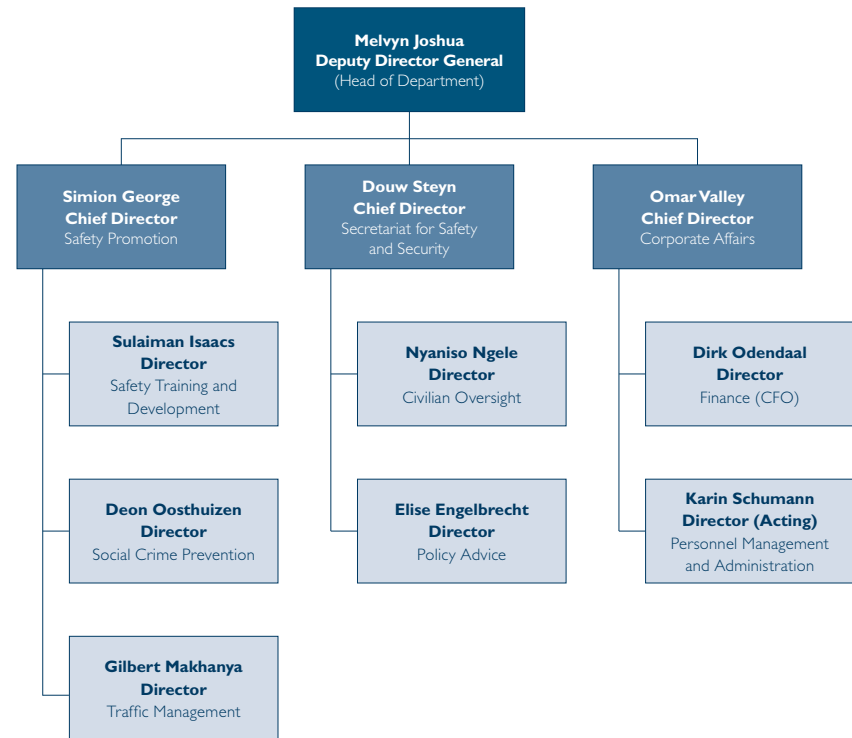 Melvyn Joshua
Deputy Director General
(Head of Department)
Simion George
Chief Director
Safety Promotion
Douw Steyn
Chief Director
Secretariat for Safety
and Security
Omar Valley
Chief Director
Corporate Affairs
Sulaiman Isaacs
Director
Safety Training and
Development
Nyaniso Ngele
Director
Civilian Oversight
Dirk Odendaal
Director
Finance (CFO)
Deon Oosthuizen
Director
Social Crime Prevention
Elise Engelbrecht
Director
Policy Advice
Karin Schumann
Director (Acting)
Personnel Management
and Administration
Gilbert Makhanya
Director
Traffic Management